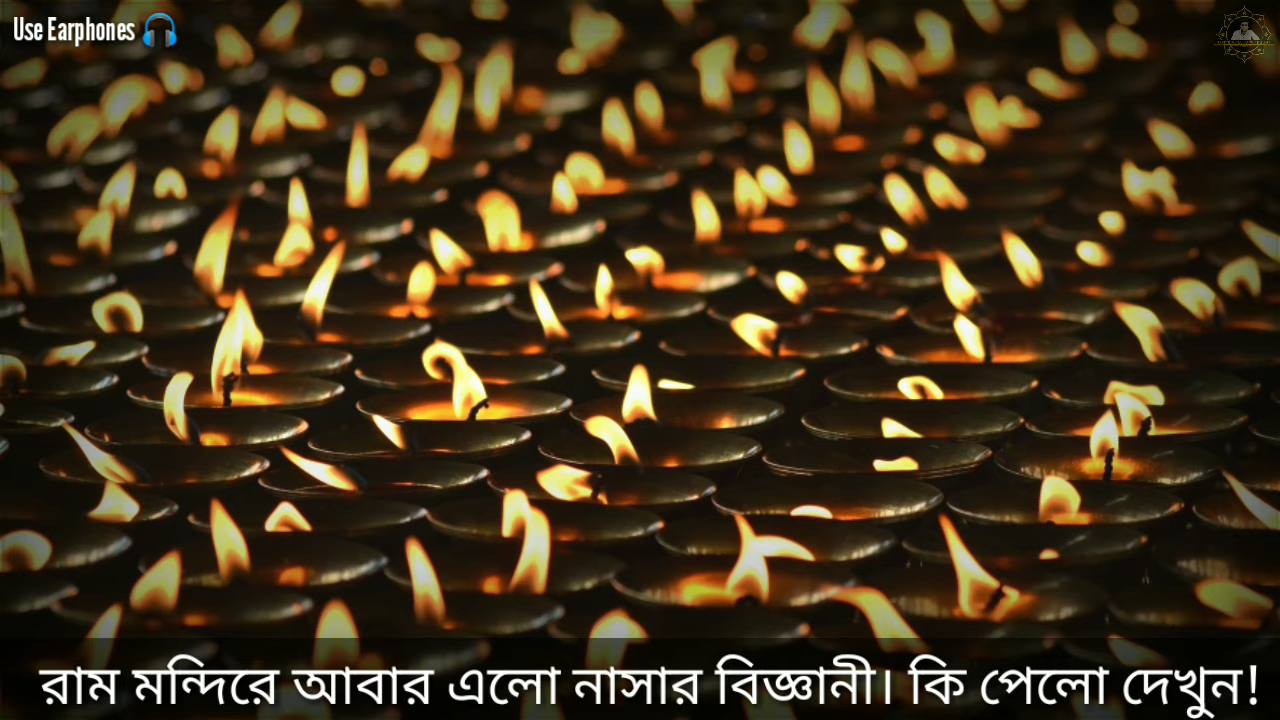 Use Earphones
রাম মন্দিরে আবার এলো নাসার বিজ্ঞানী। কি পেলো দেখুন!